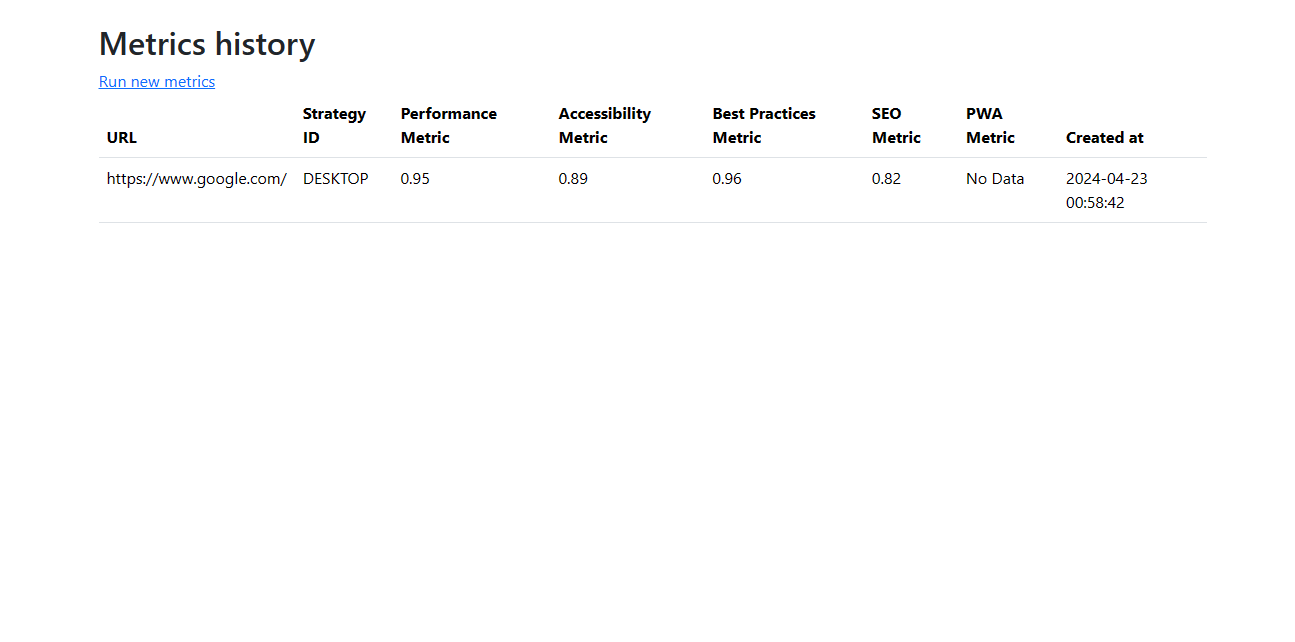 Metrics history
Run new metrics
URL Strategy ID Performance Metric Accessibility Metric Best Practices Metric SEO Metric PWA Metric Created at
https://www.google.com/ DESKTOP 0.95 0.89 0.96 0.82 No Data 2024-04-23 00:58:42